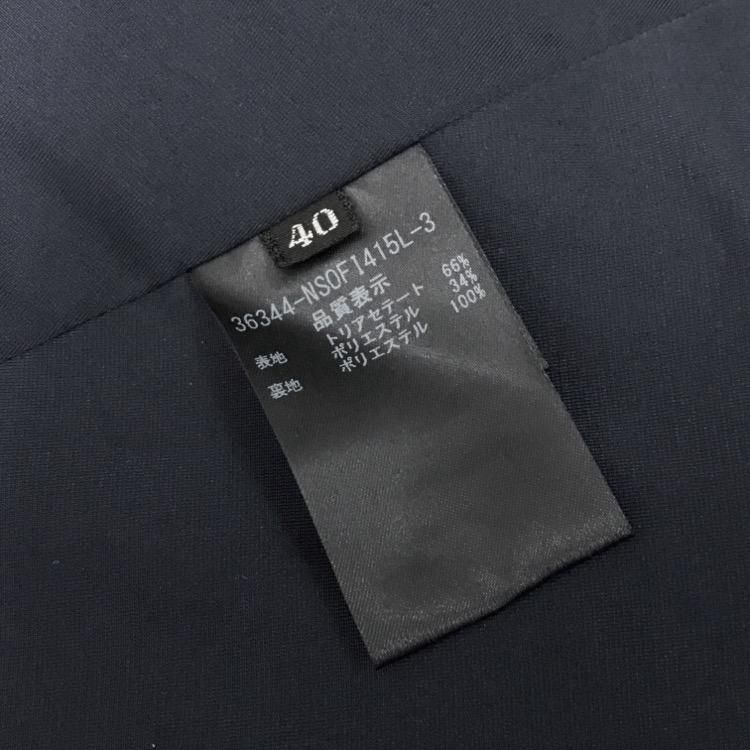 40
36344-NSOFI415L-3
品質表示
表地 トリアセテート 66%
ポリエステル 34%
裏地 ポリエステル 100%